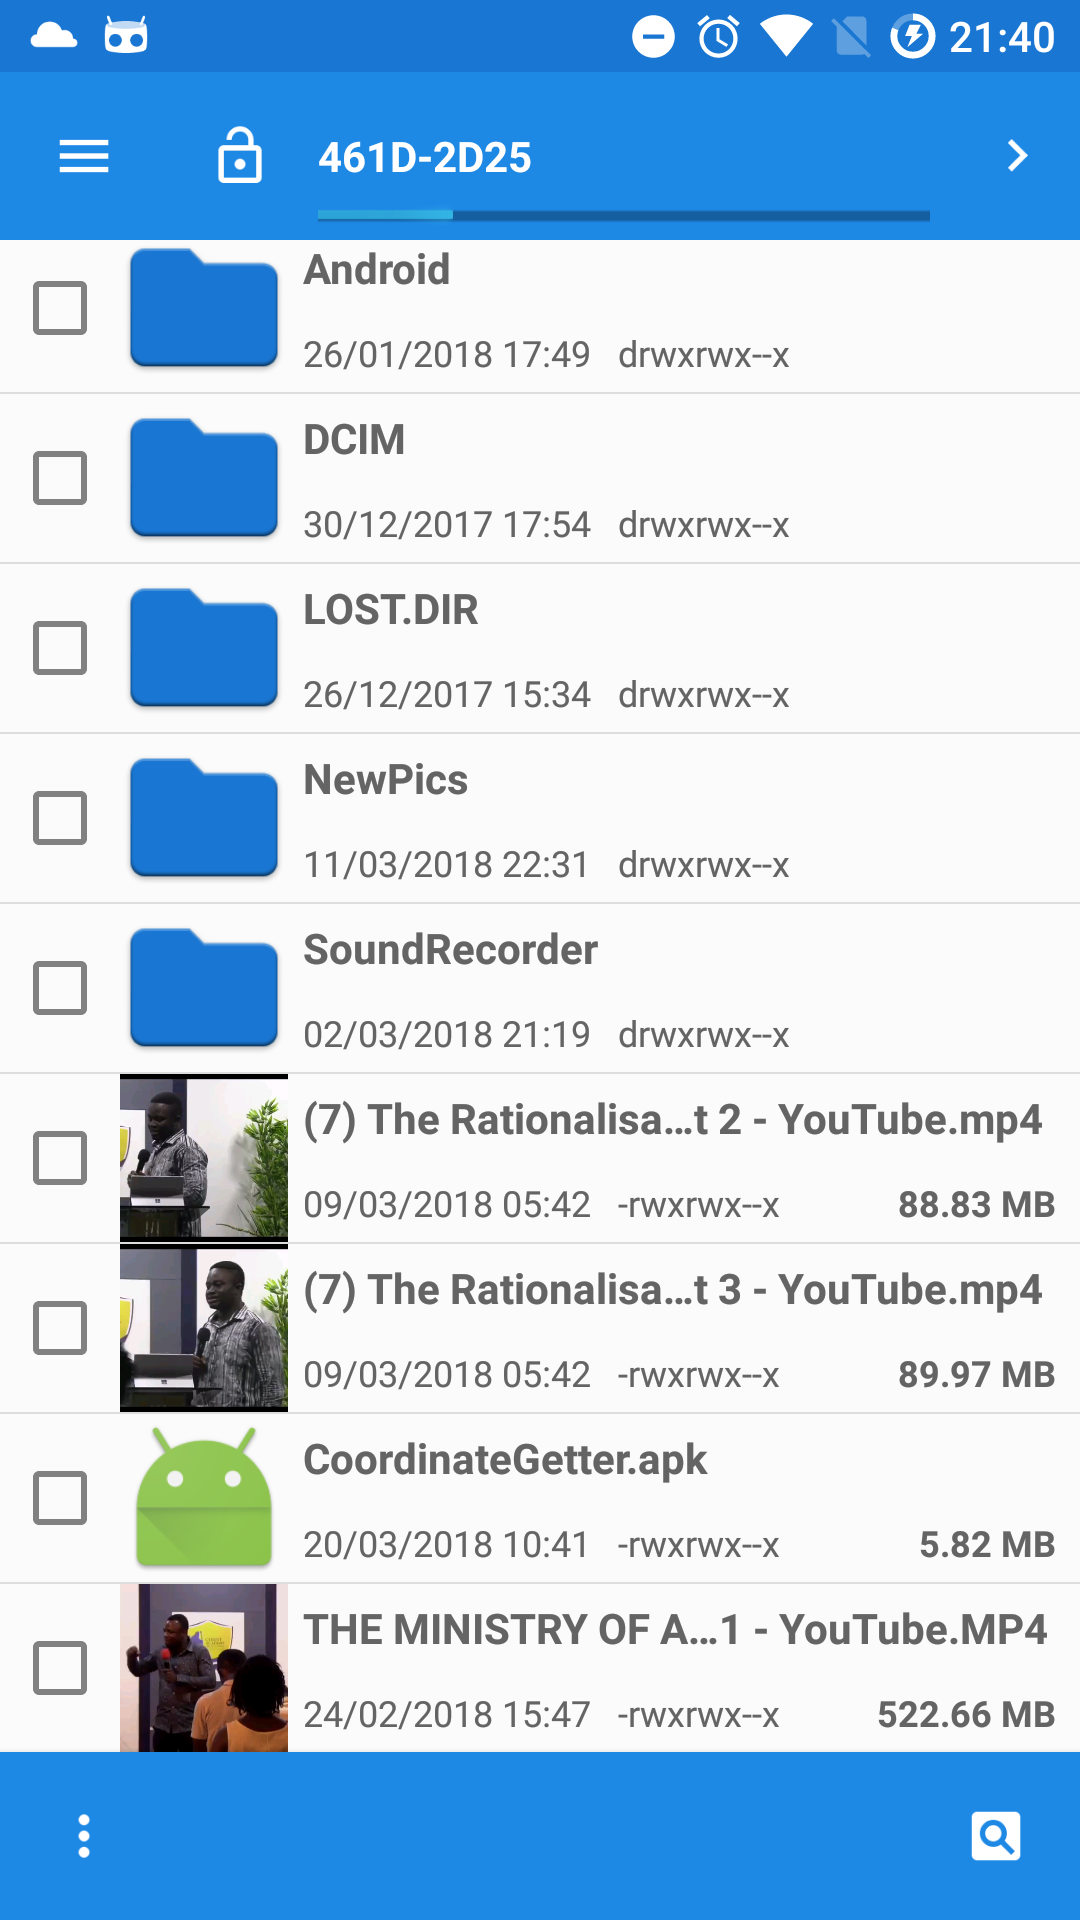 21:40
461D-2D25
Android
26/01/2018 17:49 drwxrwx--x
DCIM
30/12/2017 17:54 drwxrwx--x
LOST.DIR
26/12/2017 15:34 drwxrwx--x
NewPics
11/03/2018 22:31 drwxrwx--x
SoundRecorder
02/03/2018 21:19 drwxrwx--x
(7) The Rationalisa...t 2 - YouTube.mp4
09/03/2018 05:42 -rwxrwx--x 88.83 MB
(7) The Rationalisa...t 3 - YouTube.mp4
09/03/2018 05:42 -rwxrwx--x 89.97 MB
CoordinateGetter.apk
20/03/2018 10:41 -rwxrwx--x 5.82 MB
THE MINISTRY OF A...1 - YouTube.MP4
24/02/2018 15:47 -rwxrwx--x 522.66 MB